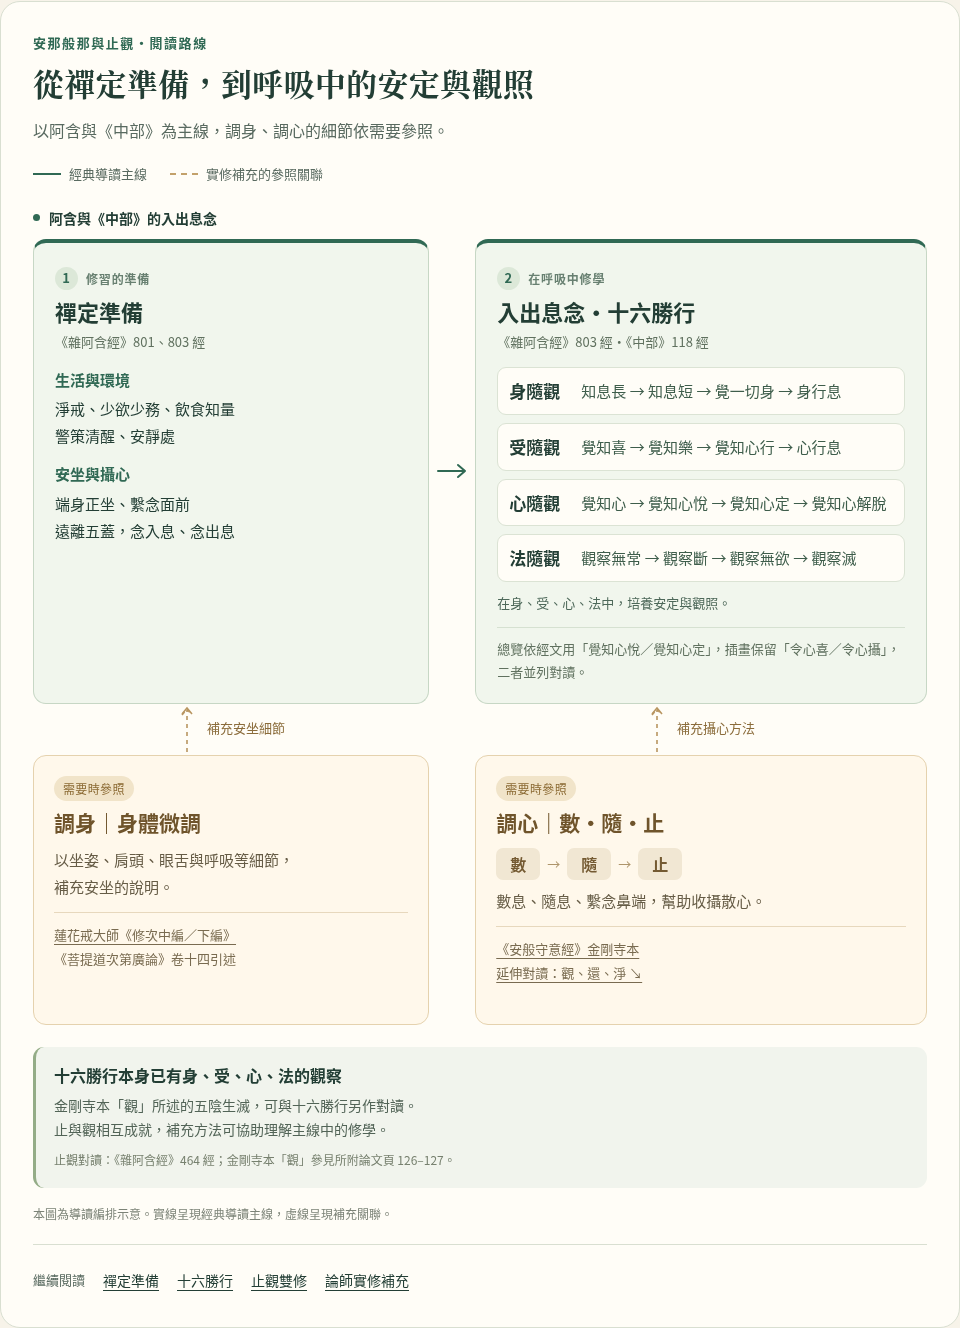 安那般那與止觀・閱讀路線
從禪定準備，到呼吸中的安定與觀照
以阿含與《中部》為主線，調身、調心的細節依需要參照。
經典導讀主線
實修補充的參照關聯
阿含與《中部》的入出息念
1 修習的準備
禪定準備
《雜阿含經》801、803 經
生活與環境
淨戒、少欲少務、飲食知量
警策清醒、安靜處
安坐與攝心
端身正坐、繫念面前
遠離五蓋，念入息、念出息
2 在呼吸中修學
入出息念・十六勝行
《雜阿含經》803 經・《中部》118 經
身隨觀 知息長 → 知息短 → 覺一切身 → 身行息
受隨觀 覺知喜 → 覺知樂 → 覺知心行 → 心行息
心隨觀 覺知心 → 覺知心悅 → 覺知心定 → 覺知心解脫
法隨觀 觀察無常 → 觀察斷 → 觀察無欲 → 觀察滅
在身、受、心、法中，培養安定與觀照。
總覽依經文用「覺知心悅／覺知心定」，插畫保留「令心喜／令心攝」，
二者並列對讀。
補充安坐細節
補充攝心方法
需要時參照
調身｜身體微調
以坐姿、肩頭、眼舌與呼吸等細節，
補充安坐的說明。
蓮花戒大師《修次中編／下編》
《菩提道次第廣論》卷十四引述
需要時參照
調心｜數・隨・止
數 → 隨 → 止
數息、隨息、繫念鼻端，幫助收攝散心。
《安般守意經》金剛寺本
延伸對讀：觀、還、淨 ↘
十六勝行本身已有身、受、心、法的觀察
金剛寺本「觀」所述的五陰生滅，可與十六勝行另作對讀。
止與觀相互成就，補充方法可協助理解主線中的修學。
止觀對讀：《雜阿含經》464 經；金剛寺本「觀」參見所附論文頁 126–127。
本圖為導讀編排示意。實線呈現經典導讀主線，虛線呈現補充關聯。
繼續閱讀 禪定準備 十六勝行 止觀雙修 論師實修補充